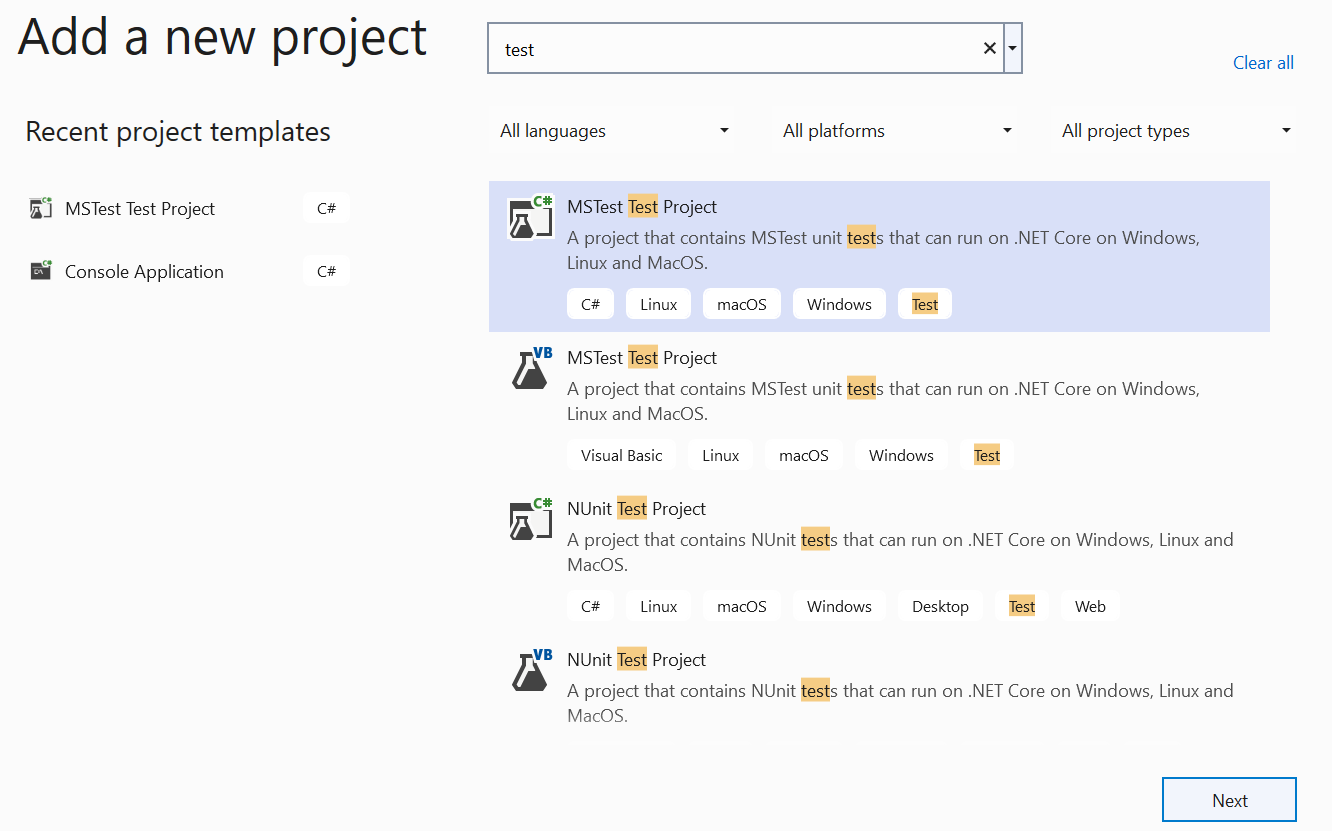 Add a new project
test
Clear all
Recent project templates
All languages
All platforms
All project types
MSTest Test Project
C#
Console Application
C#
C#
MSTest Test Project
A project that contains MSTest unit tests that can run on .NET Core on Windows,
Linux and MacOS.
C# Linux macOS Windows Test
VB
MSTest Test Project
A project that contains MSTest unit tests that can run on .NET Core on Windows,
Linux and MacOS.
Visual Basic Linux macOS Windows Test
C#
NUnit Test Project
A project that contains NUnit tests that can run on .NET Core on Windows, Linux and
MacOS.
C# Linux macOS Windows Desktop Test Web
VB
NUnit Test Project
A project that contains NUnit tests that can run on .NET Core on Windows, Linux and
MacOS.
Next